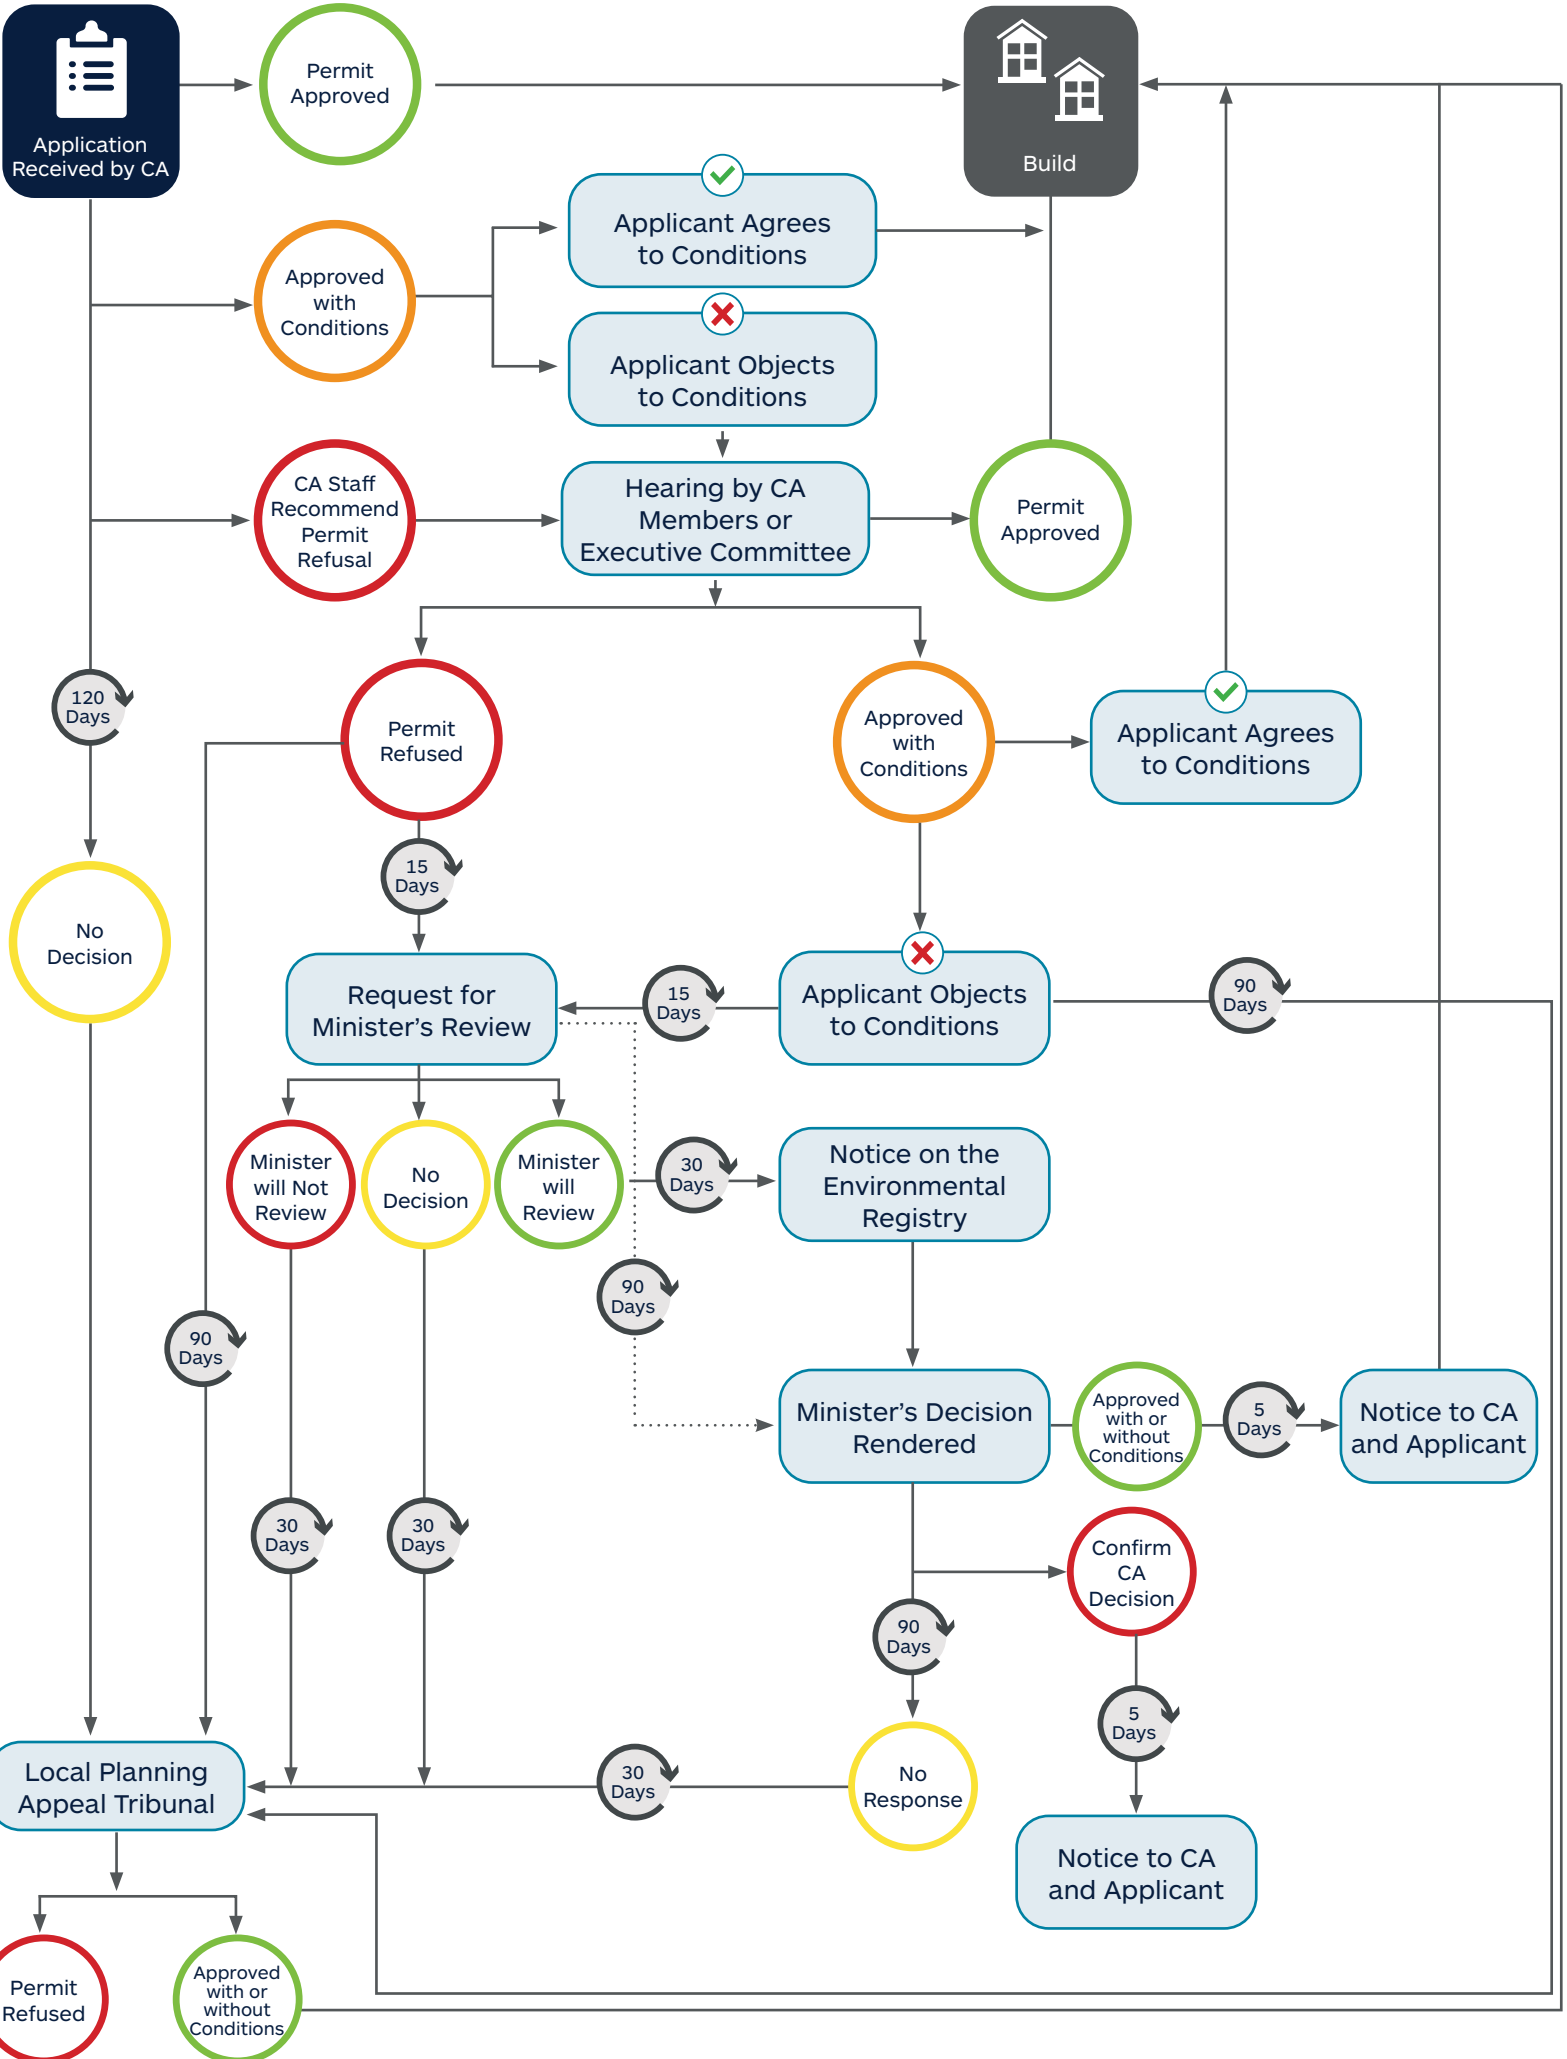 Application
Received by CA
Permit
Approved
Build
Applicant Agrees
to Conditions
Approved
with
Conditions
Applicant Objects
to Conditions
CA Staff
Recommend
Permit
Refusal
Hearing by CA
Members or
Executive Committee
Permit
Approved
120
Days
Permit
Refused
Approved
with
Conditions
Applicant Agrees
to Conditions
15
Days
No
Decision
Request for
Minister's Review
15
Days
Applicant Objects
to Conditions
90
Days
Minister
will Not
Review
No
Decision
Minister
will
Review
30
Days
Notice on the
Environmental
Registry
90
Days
90
Days
Minister's Decision
Rendered
Approved
with or
without
Conditions
5
Days
Notice to CA
and Applicant
30
Days
30
Days
Confirm
CA
Decision
90
Days
5
Days
Local Planning
Appeal Tribunal
30
Days
No
Response
Notice to CA
and Applicant
Permit
Refused
Approved
with or
without
Conditions